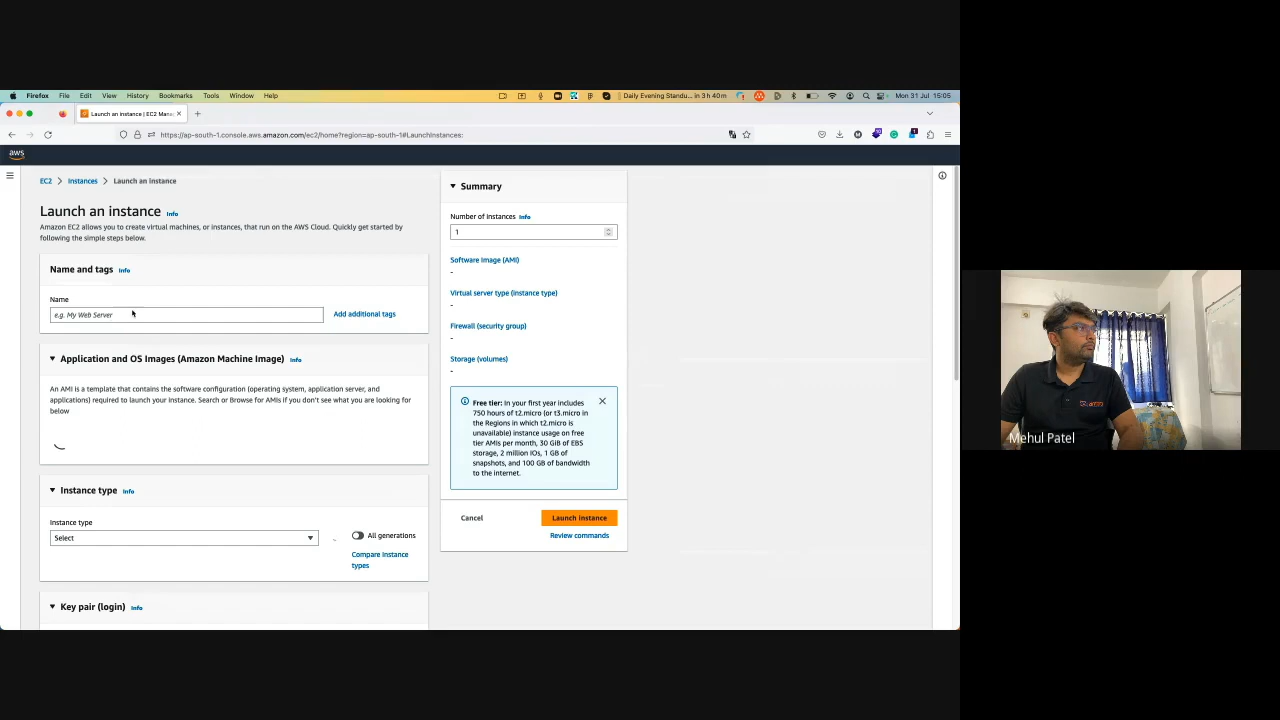 Firefox File Edit View History Bookmarks Tools Window Help
Daily Evening Standu... in 3 h 40 m
Mon 31 Jul 15:05
Launch an instance | EC2 Mana
https://ap-south-1.console.aws.amazon.com/ec2/home?region=ap-south-1#LaunchInstances:
aws
EC2 > Instances > Launch an instance
Launch an instance Info
Amazon EC2 allows you to create virtual machines, or instances, that run on the AWS Cloud. Quickly get started by
following the simple steps below.
Name and tags Info
Name
e.g. My Web Server
Add additional tags
Application and OS Images (Amazon Machine Image) Info
An AMI is a template that contains the software configuration (operating system, application server, and
applications) required to launch your instance. Search or Browse for AMIs if you don't see what you are looking for
below
Instance type Info
Instance type
Select
All generations
Compare instance
types
Key pair (login) Info
Summary
Number of instances Info
1
Software Image (AMI)
-
Virtual server type (instance type)
-
Firewall (security group)
-
Storage (volumes)
-
Free tier: In your first year includes
750 hours of t2.micro (or t3.micro in
the Regions in which t2.micro is
unavailable) instance usage on free
tier AMIs per month, 30 GiB of EBS
storage, 2 million IOs, 1 GB of
snapshots, and 100 GB of bandwidth
to the internet.
Cancel
Launch instance
Review commands
Mehul Patel